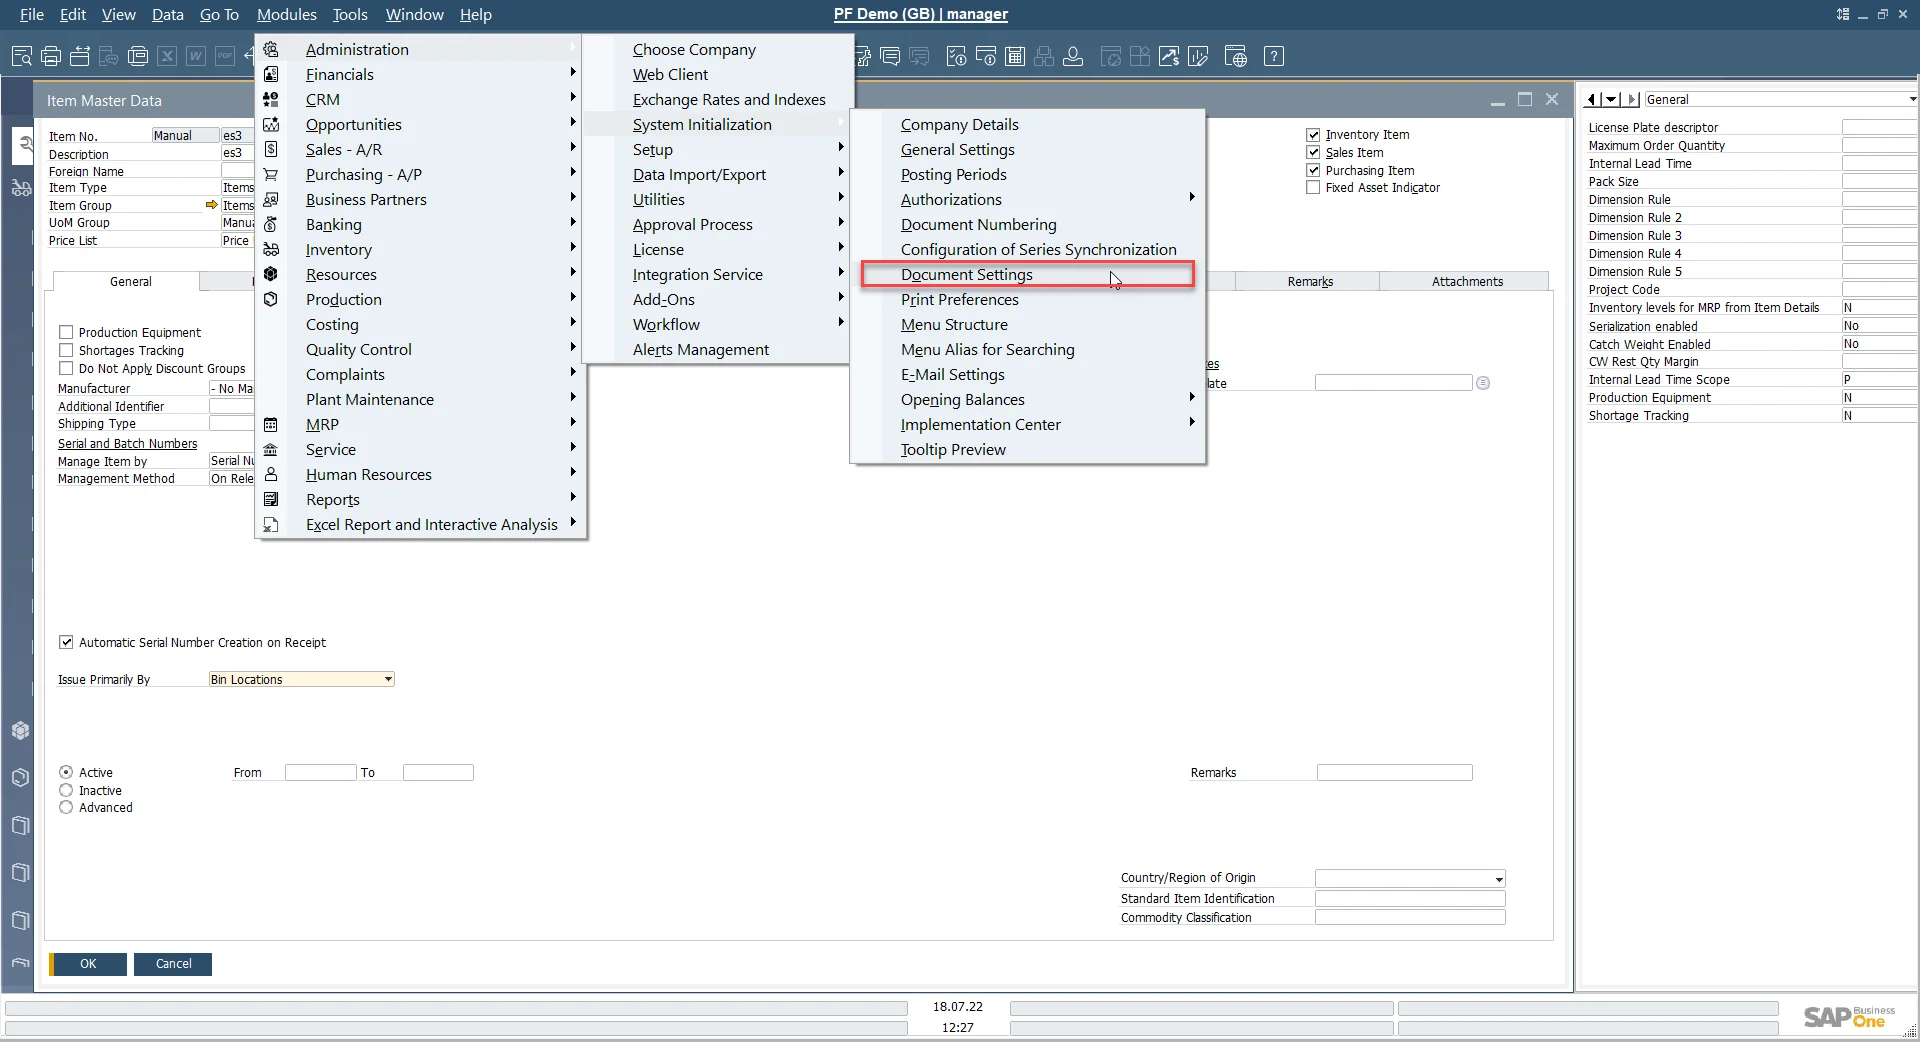 File Edit View Data Go To Modules Tools Window Help
PF Demo (GB) | manager
Item Master Data
Item No. Manual es3
Description es3
Foreign Name
Item Type Items
Item Group Items
UoM Group
Price List Price
General
Remarks
Attachments
Production Equipment
Shortages Tracking
Do Not Apply Discount Groups
Manufacturer - No Ma
Additional Identifier
Shipping Type
Serial and Batch Numbers
Manage Item by Serial Nu
Management Method On Rele
Automatic Serial Number Creation on Receipt
Issue Primarily By Bin Locations
Active From To
Inactive
Advanced
OK Cancel
Administration
Financials
CRM
Opportunities
Sales - A/R
Purchasing - A/P
Business Partners
Banking
Inventory
Resources
Production
Costing
Quality Control
Complaints
Plant Maintenance
MRP
Service
Human Resources
Reports
Excel Report and Interactive Analysis
Choose Company
Web Client
Exchange Rates and Indexes
System Initialization
Setup
Data Import/Export
Utilities
Approval Process
License
Integration Service
Add-Ons
Workflow
Alerts Management
Company Details
General Settings
Posting Periods
Authorizations
Document Numbering
Configuration of Series Synchronization
Document Settings
Print Preferences
Menu Structure
Menu Alias for Searching
E-Mail Settings
Opening Balances
Implementation Center
Tooltip Preview
Inventory Item
Sales Item
Purchasing Item
Fixed Asset Indicator
es
late
Remarks
Country/Region of Origin
Standard Item Identification
Commodity Classification
General
License Plate descriptor
Maximum Order Quantity
Internal Lead Time
Pack Size
Dimension Rule
Dimension Rule 2
Dimension Rule 3
Dimension Rule 4
Dimension Rule 5
Project Code
Inventory levels for MRP from Item Details N
Serialization enabled No
Catch Weight Enabled No
CW Rest Qty Margin
Internal Lead Time Scope P
Production Equipment N
Shortage Tracking N
18.07.22
12:27
SAP Business One